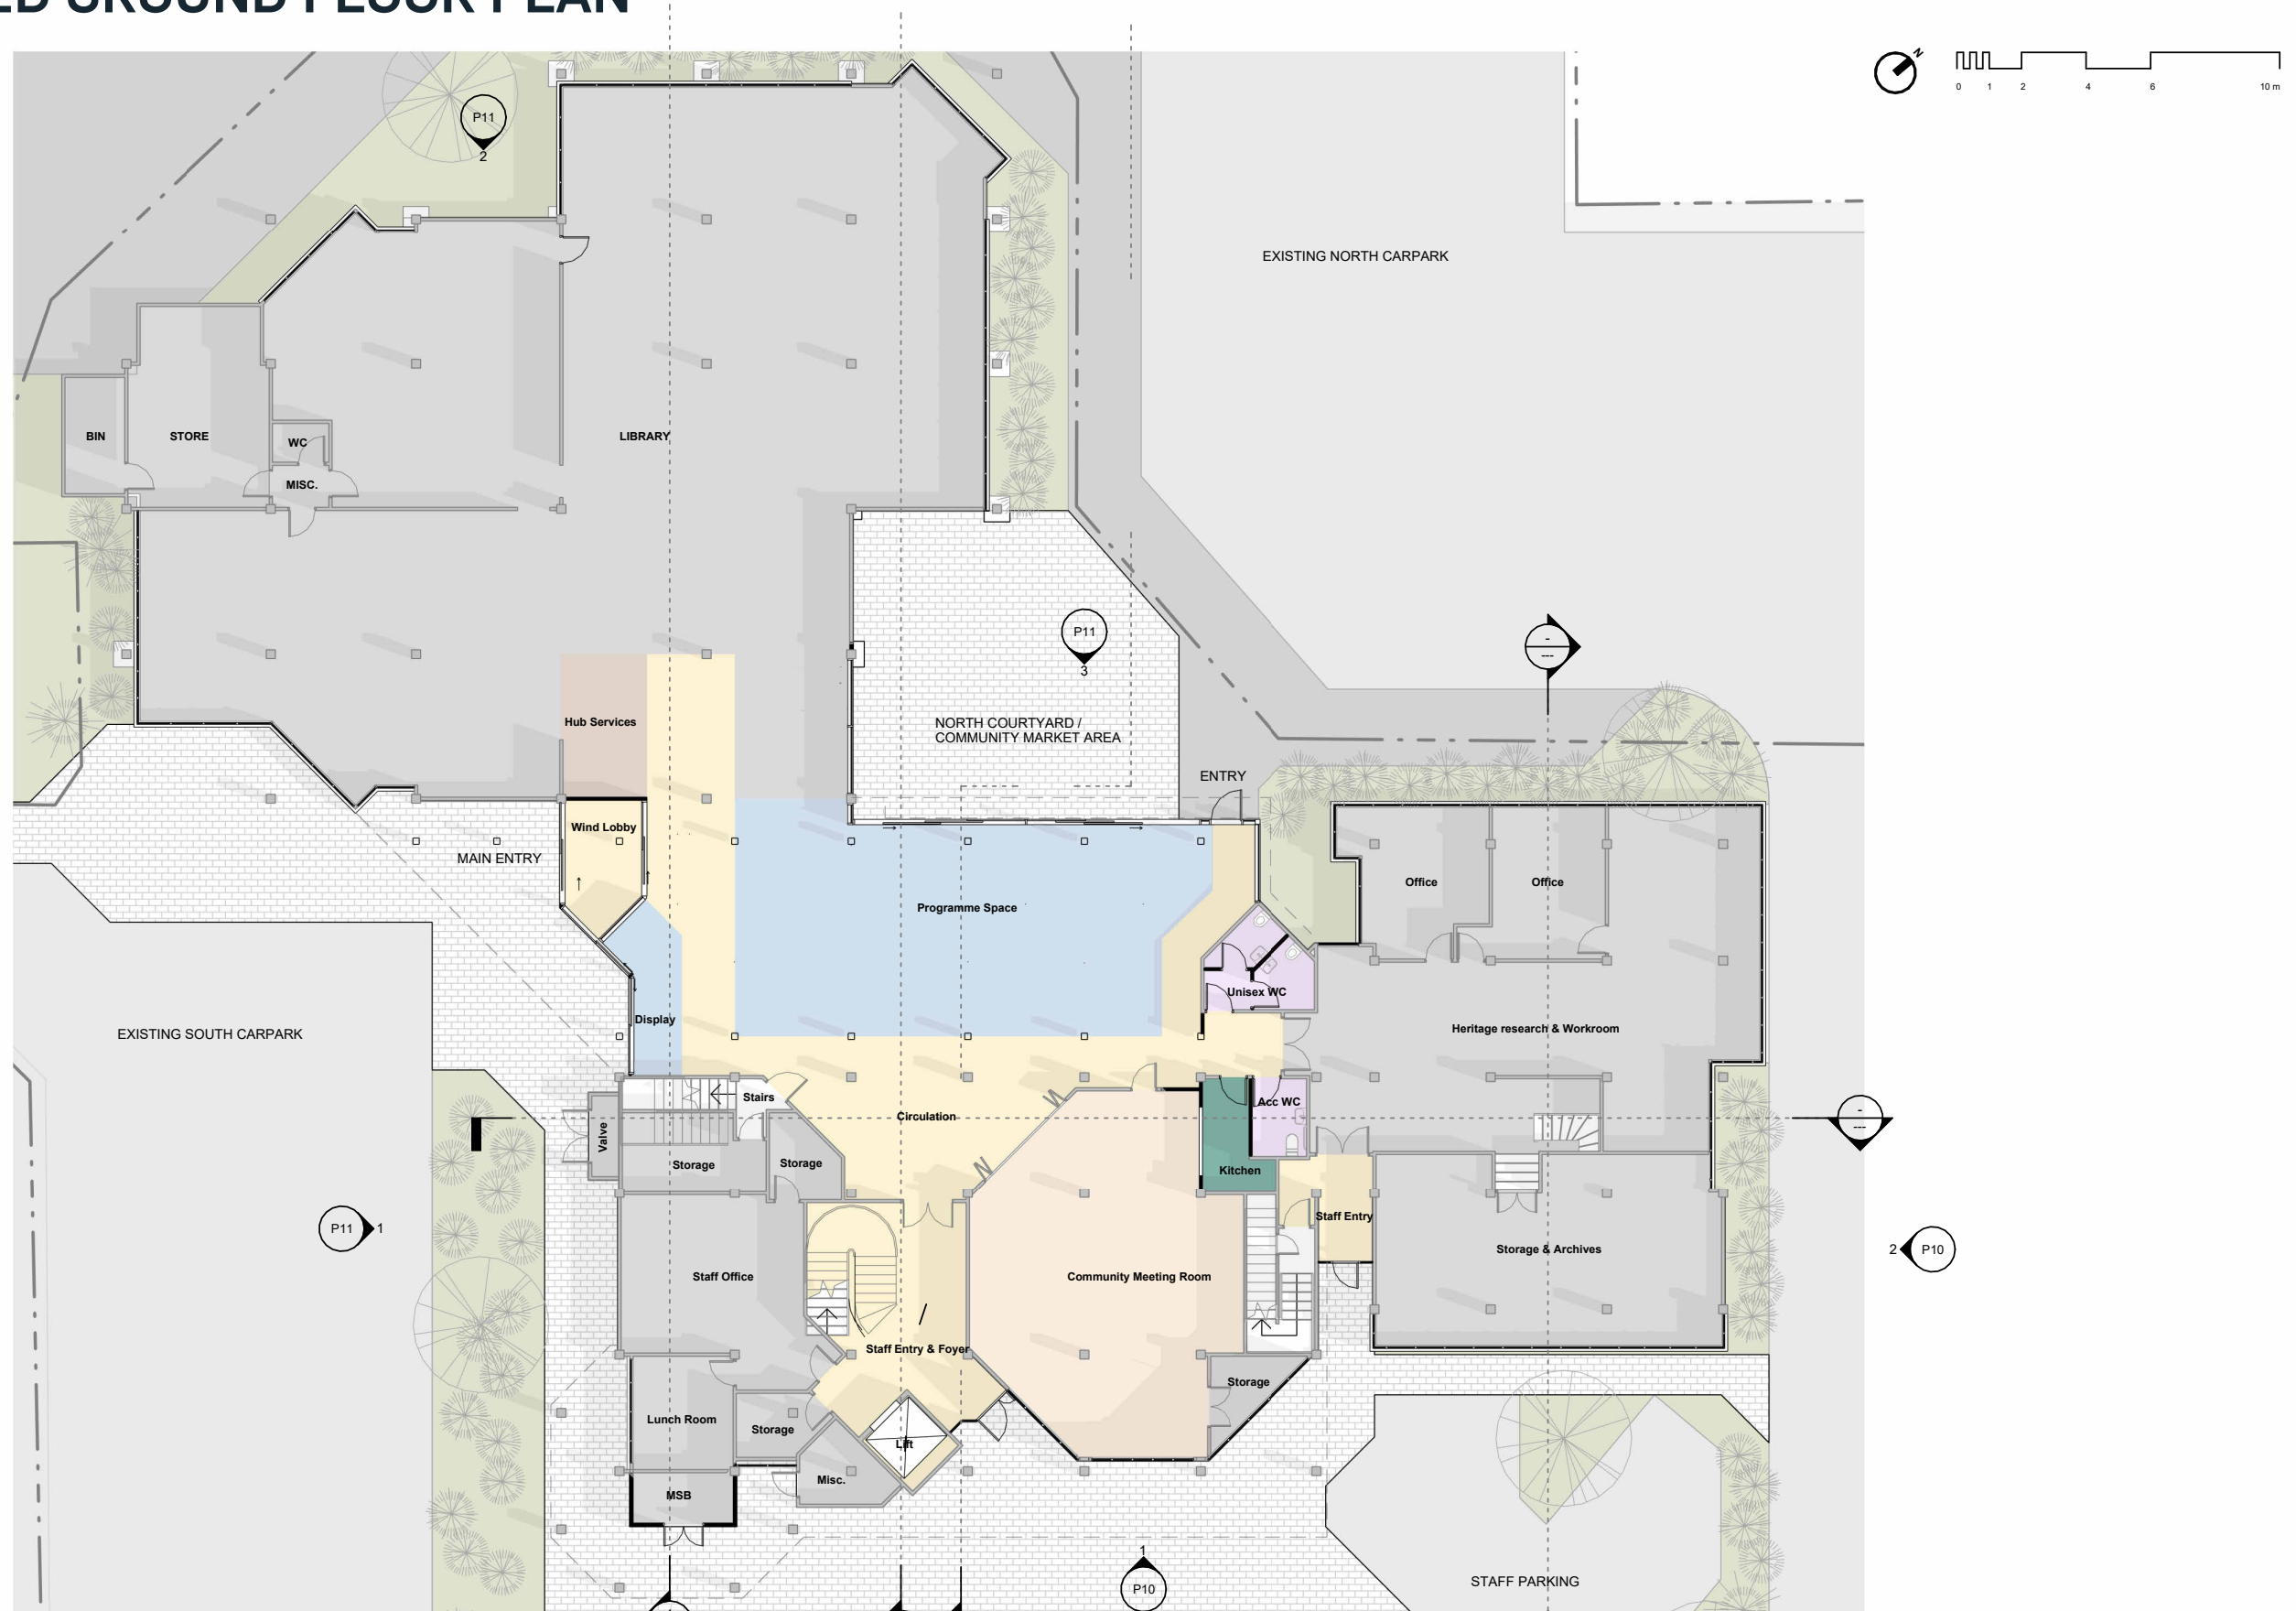 ED GROUND FLOOR PLAN
N
0 1 2 4 6 10 m
P11
2
EXISTING NORTH CARPARK
BIN
STORE
WC
LIBRARY
MISC.
P11
3
-
---
Hub Services
NORTH COURTYARD /
COMMUNITY MARKET AREA
ENTRY
Wind Lobby
MAIN ENTRY
Office
Office
Programme Space
Unisex WC
Display
EXISTING SOUTH CARPARK
Heritage research & Workroom
Stairs
Acc WC
Circulation
-
---
Valve
Storage
Storage
Kitchen
P11
1
Staff Entry
Storage & Archives
2
P10
Staff Office
Community Meeting Room
Staff Entry & Foyer
Storage
Lunch Room
Storage
Lift
Misc.
MSB
1
P10
STAFF PARKING